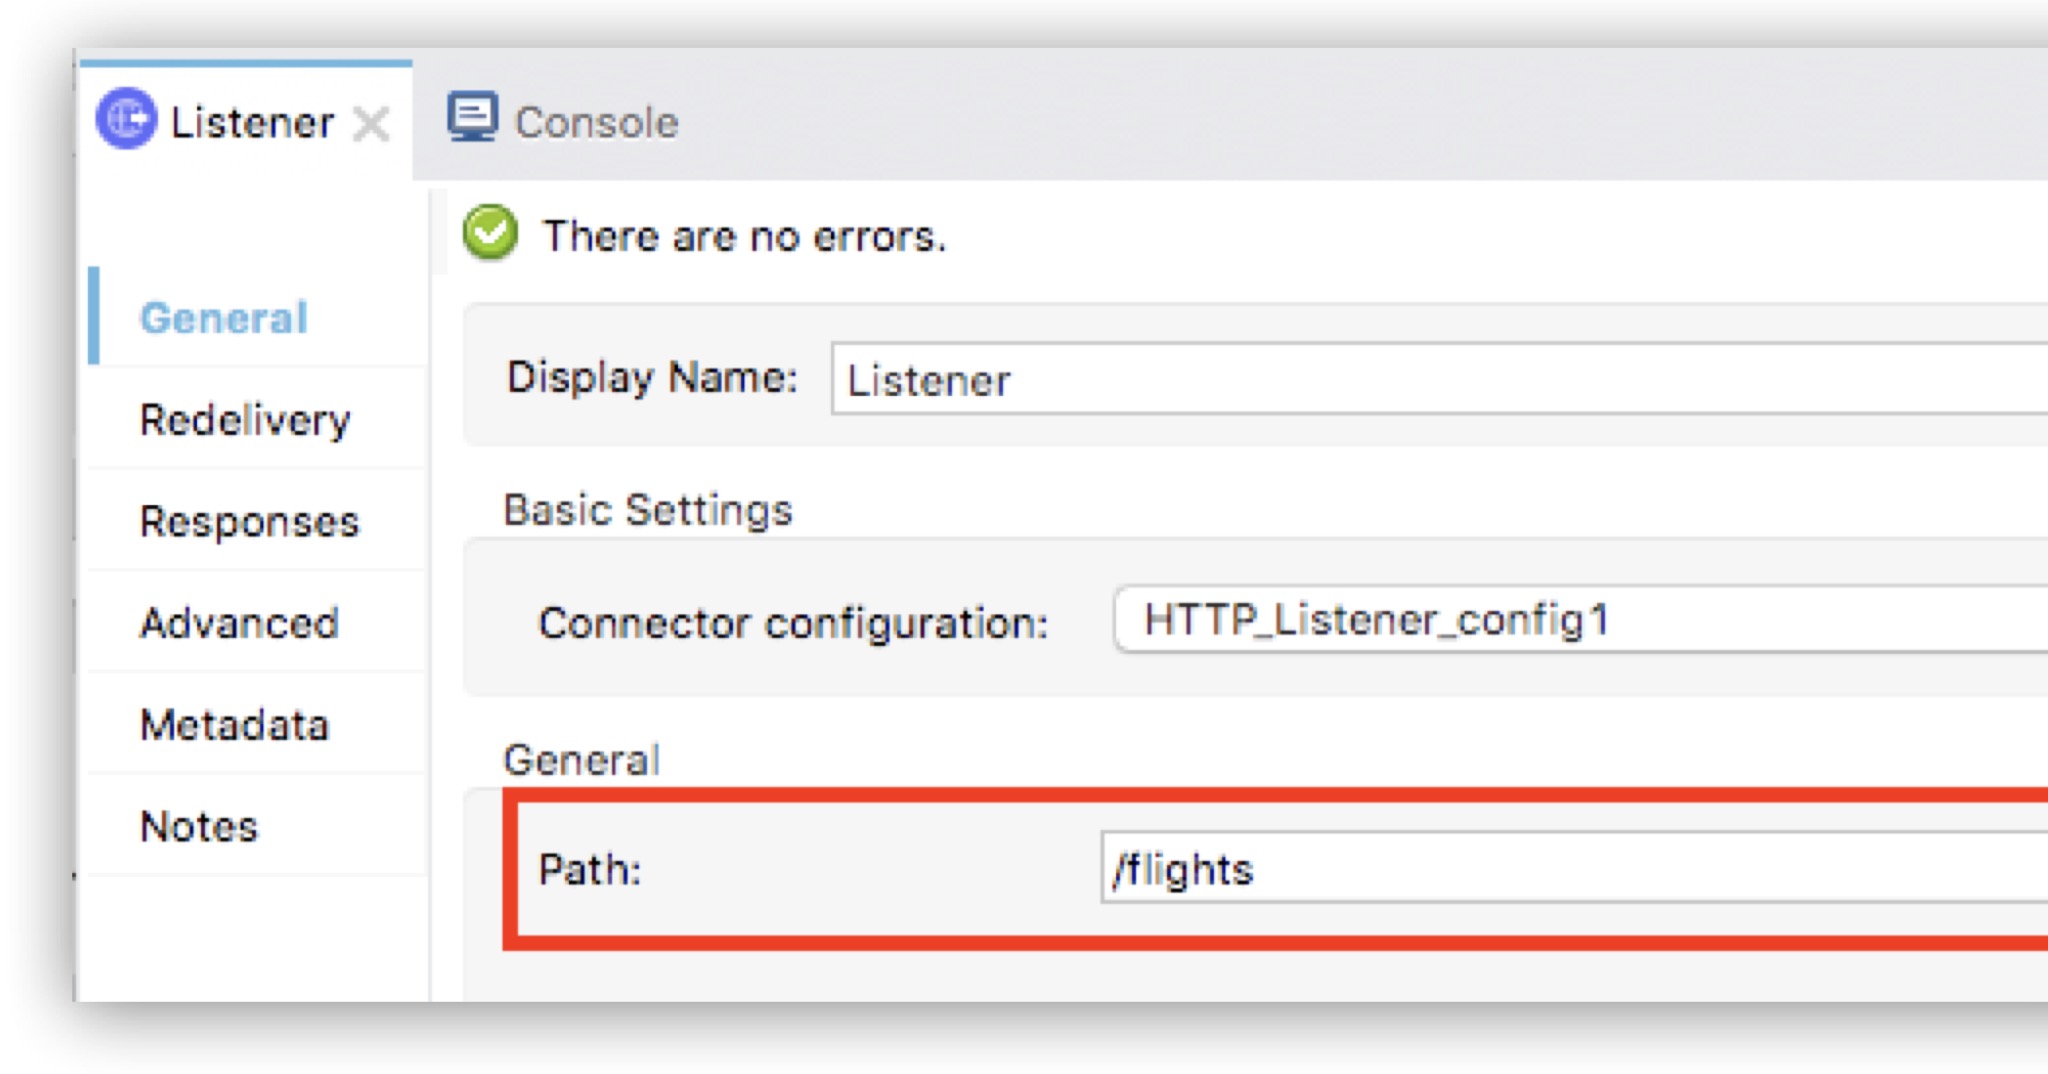 Listener Console
There are no errors.
General
Redelivery
Responses
Advanced
Metadata
Notes
Display Name: Listener
Basic Settings
Connector configuration: HTTP_Listener_config1
General
Path: /flights